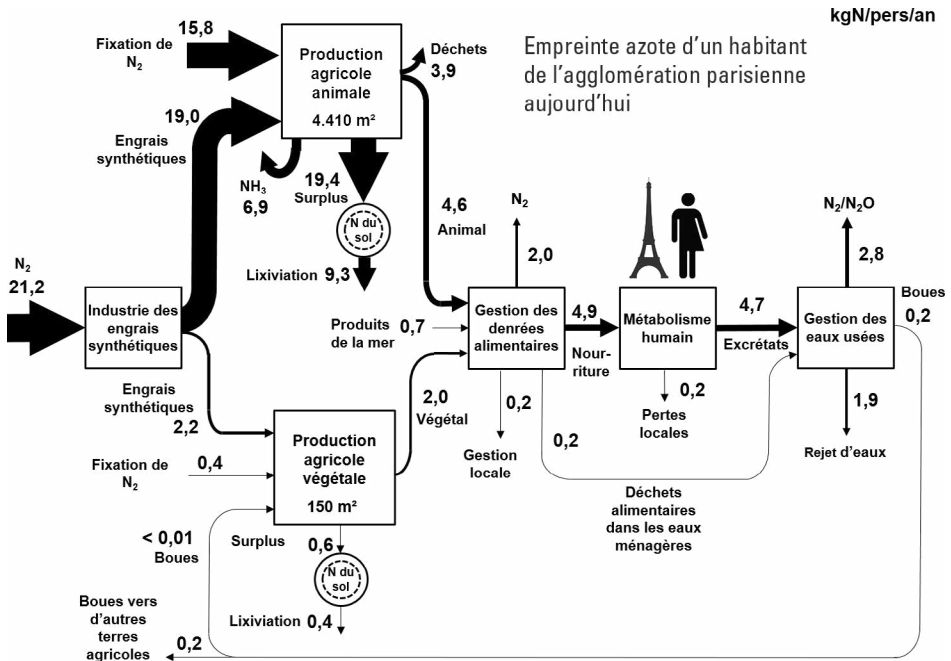 kgN/pers/an
Empreinte azote d'un habitant
de l'agglomération parisienne
aujourd'hui
15,8
Fixation de
N₂
Production
agricole
animale
4.410 m²
Déchets
3,9
19,0
Engrais
synthétiques
NH₃
6,9
19,4
Surplus
N du
sol
Lixiviation 9,3
4,6
Animal
N₂
2,0
N₂/N₂O
2,8
N₂
21,2
Industrie des
engrais
synthétiques
Produits
de la mer
0,7
Gestion des
denrées
alimentaires
4,9
Nour-
riture
Métabolisme
humain
4,7
Excrétats
Gestion des
eaux usées
Boues
0,2
Engrais
synthétiques
2,2
2,0
Végétal
0,2
Gestion
locale
0,2
0,2
Pertes
locales
1,9
Rejet d'eaux
Fixation de
N₂
0,4
Production
agricole
végétale
150 m²
Déchets
alimentaires
dans les eaux
ménagères
< 0,01
Boues
Surplus
0,6
N du
sol
Lixiviation 0,4
Boues vers
d'autres
terres
agricoles
0,2